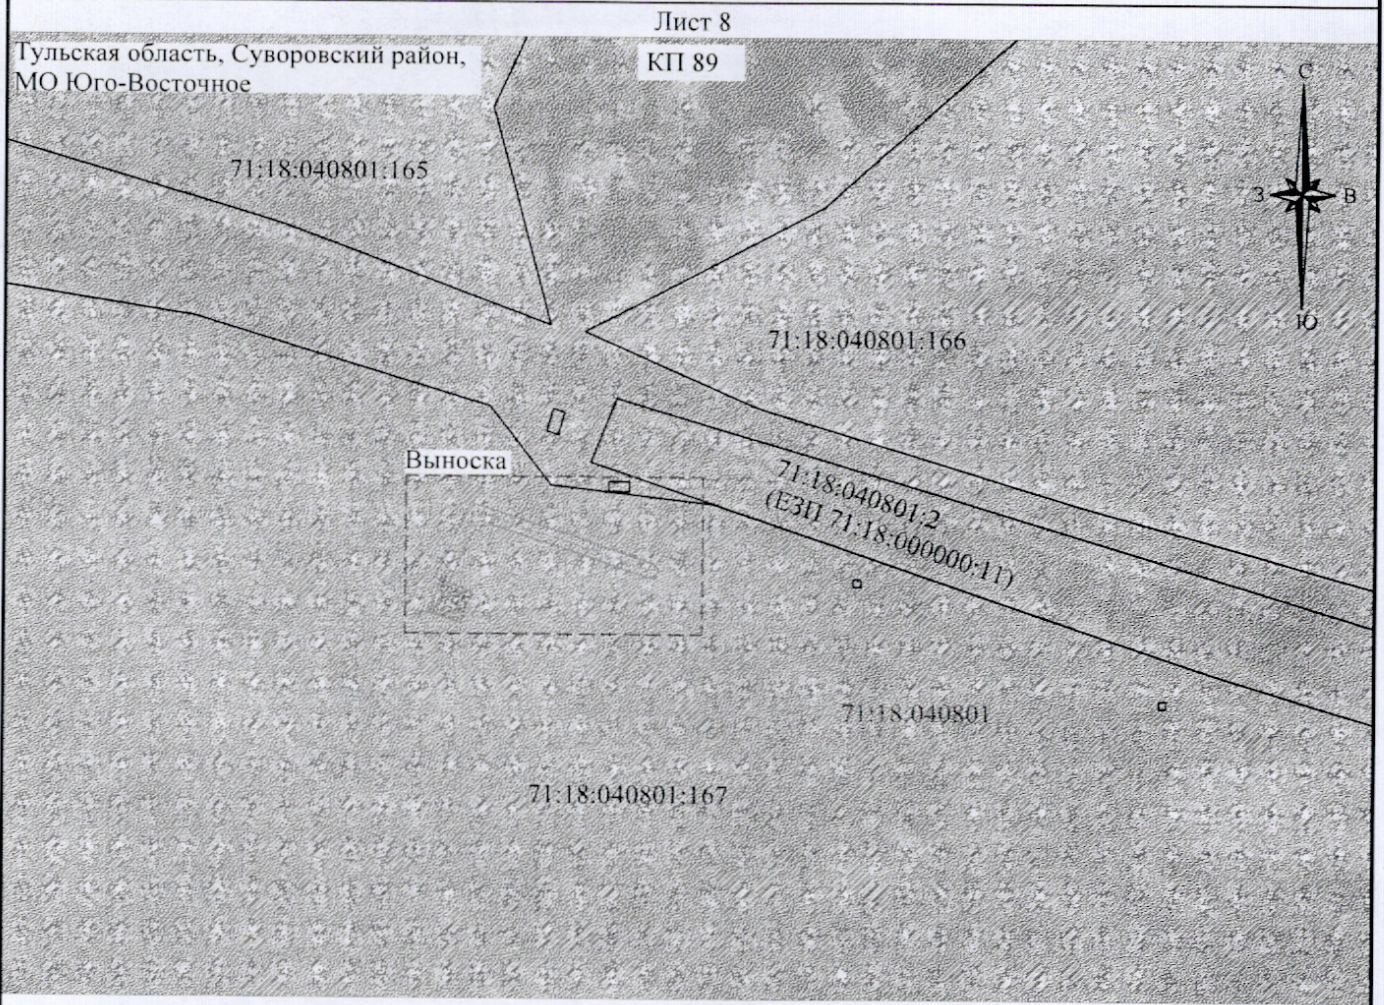 Лист 8
Тульская область, Суворовский район,
МО Юго-Восточное
КП 89
С
З
В
Ю
71:18:040801:165
71:18:040801:166
Выноска
71:18:040801:2
(ЕЗП 71:18:000000:11)
71:18:040801
71:18:040801:167